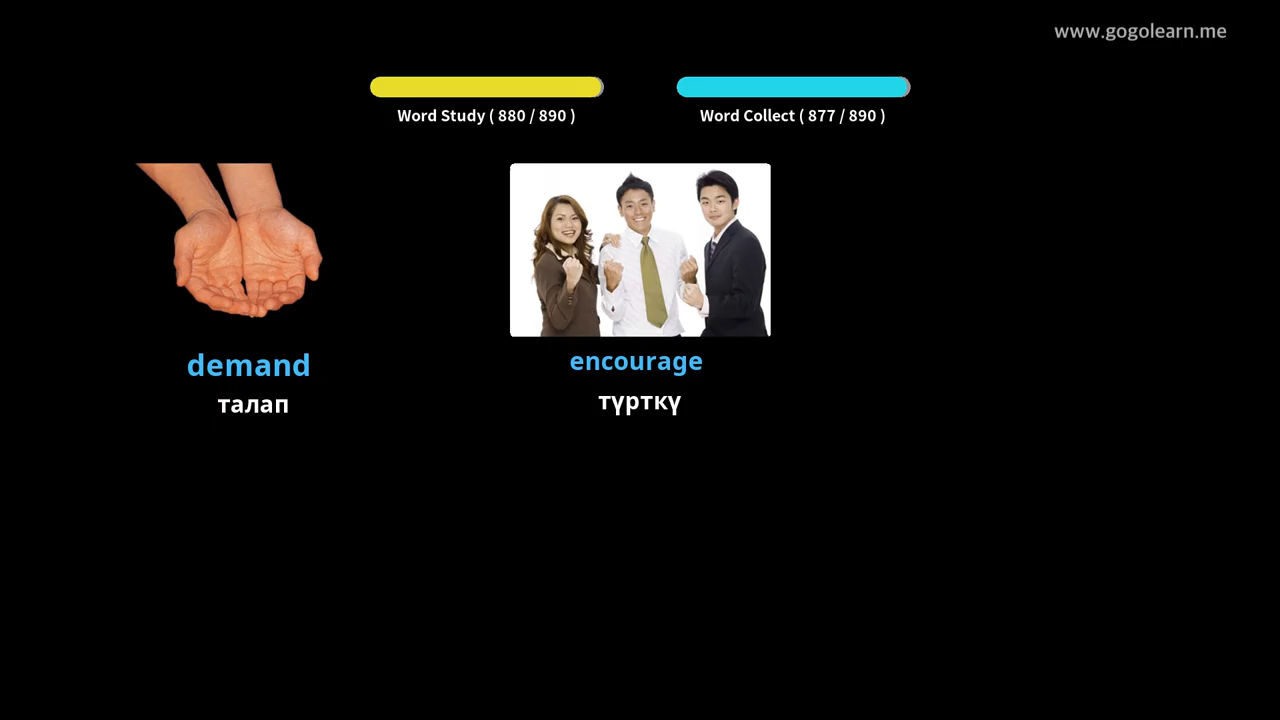 www.gogolearn.me
Word Study ( 880 / 890 )
Word Collect ( 877 / 890 )
demand
талап
encourage
түрткү